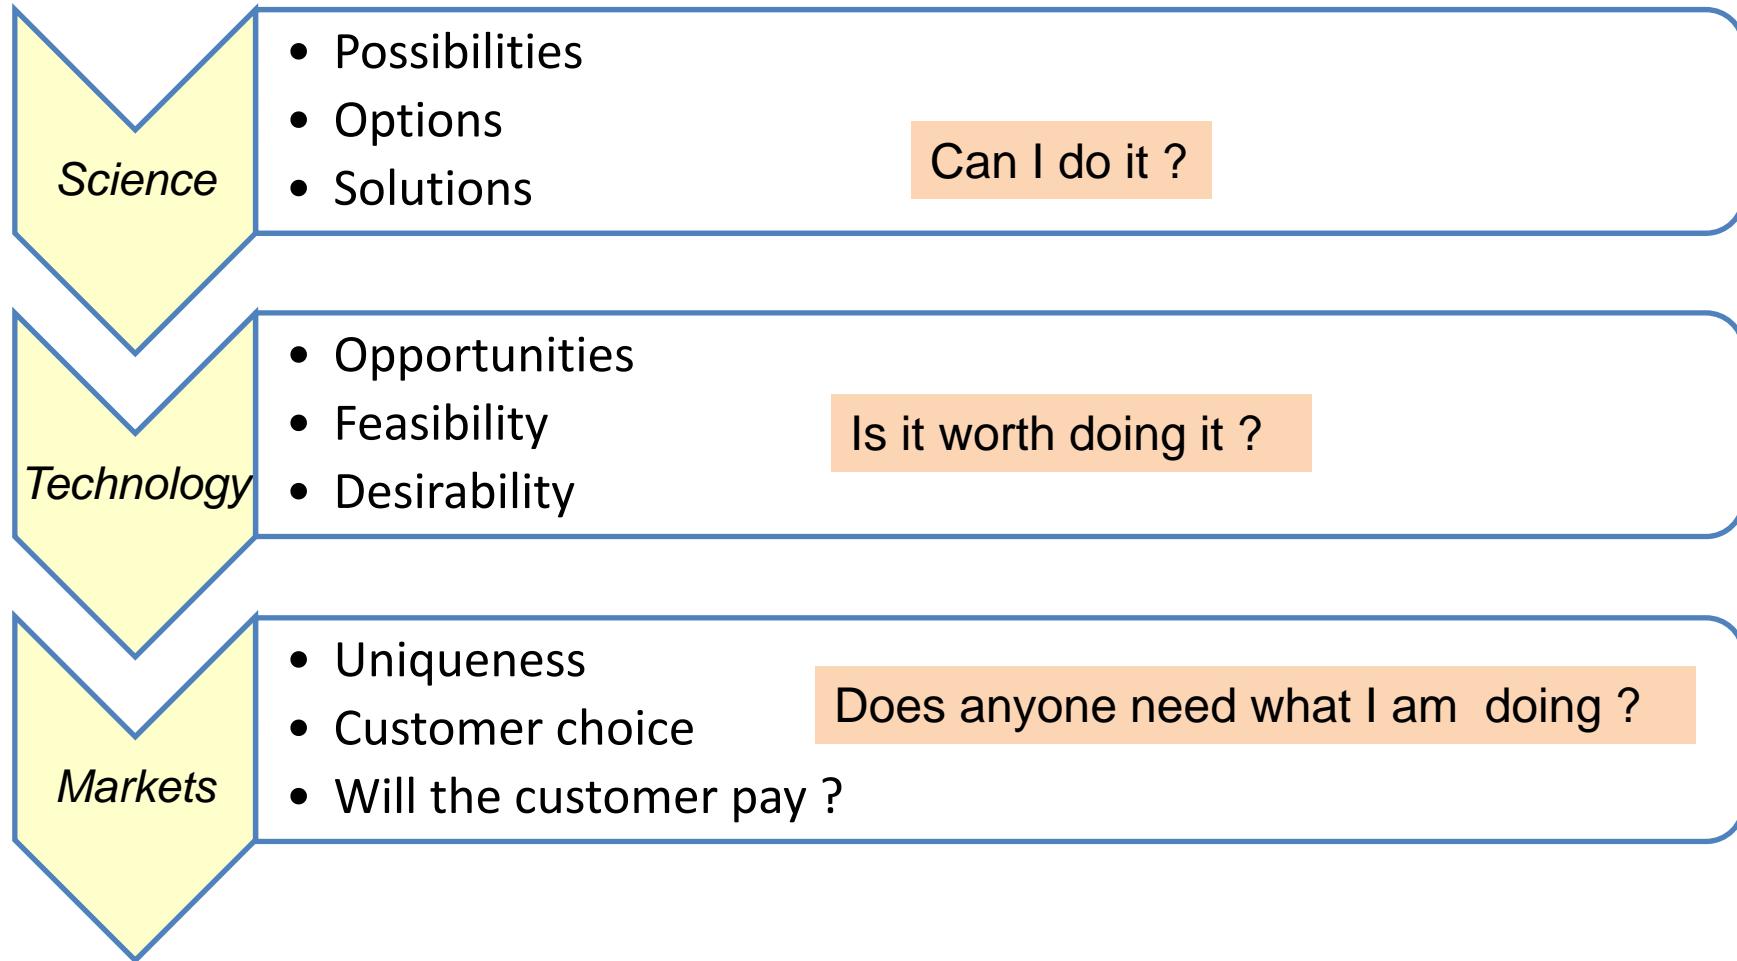 Science
• Possibilities
• Options
• Solutions
Can I do it ?
Technology
• Opportunities
• Feasibility
• Desirability
Is it worth doing it ?
Markets
• Uniqueness
• Customer choice
• Will the customer pay ?
Does anyone need what I am  doing ?